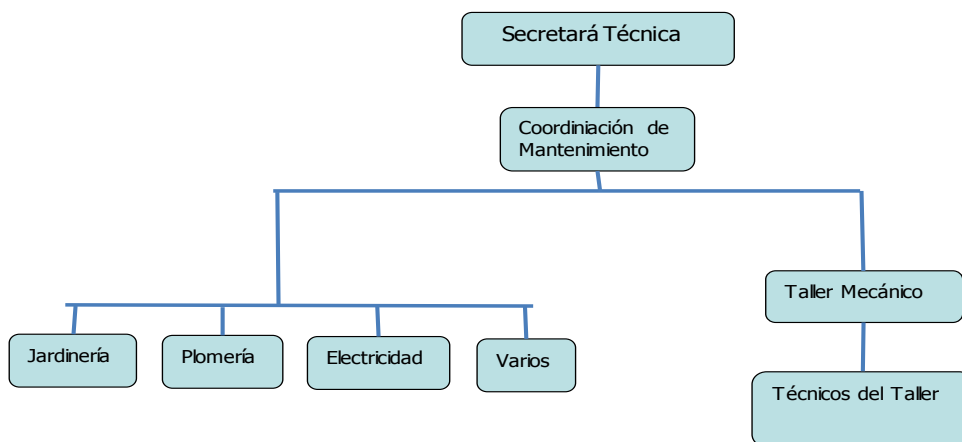 Secretará Técnica
Coordiniación de
Mantenimiento
Taller Mecánico
Jardinería
Plomería
Electricidad
Varios
Técnicos del Taller